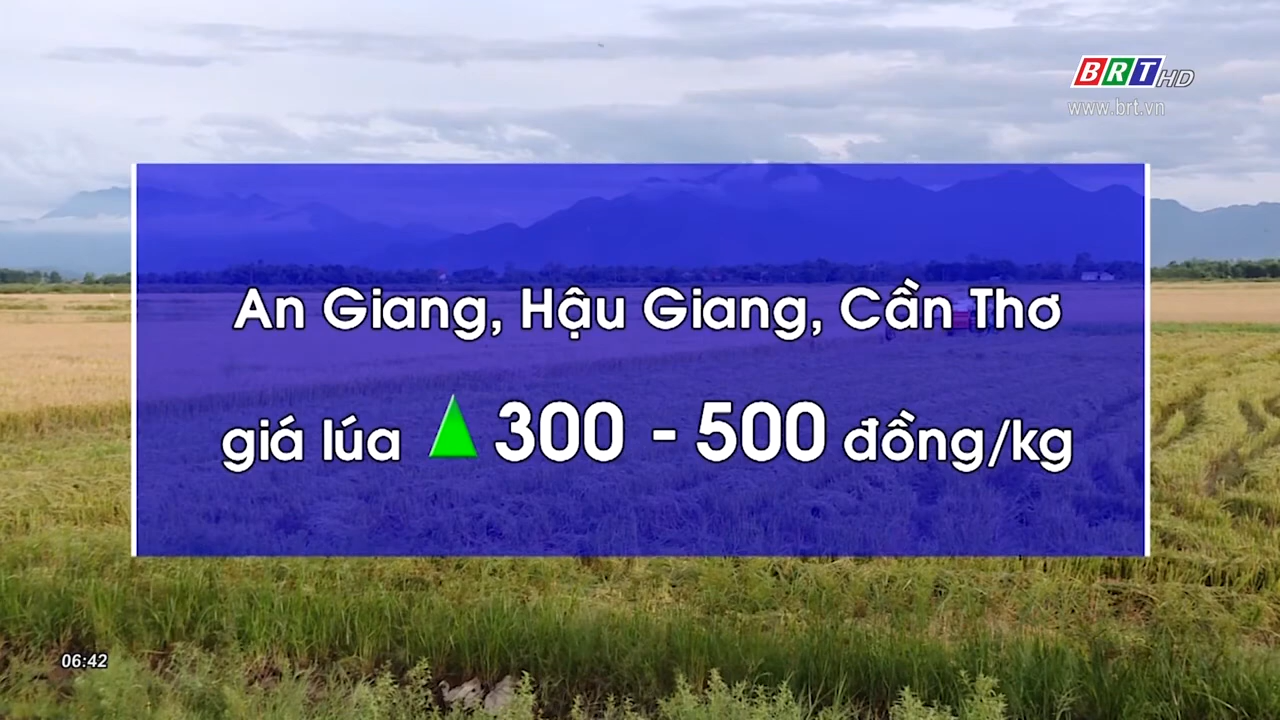 BRT HD
www.brt.vn
An Giang, Hậu Giang, Cần Thơ
giá lúa 300 - 500 đồng/kg
06:42